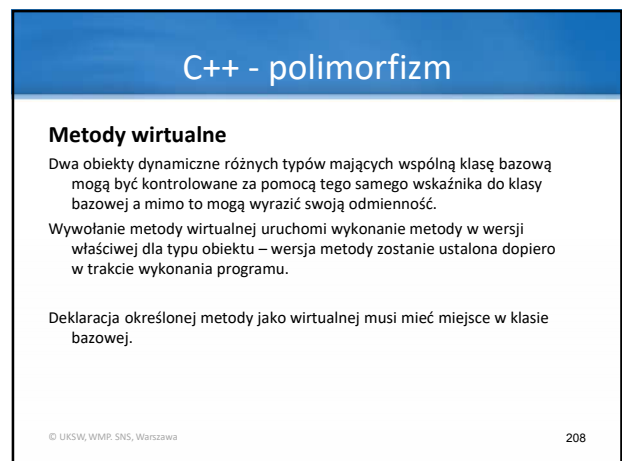 C++ - polimorfizm
Metody wirtualne
Dwa obiekty dynamiczne różnych typów mających wspólną klasę bazową
mogą być kontrolowane za pomocą tego samego wskaźnika do klasy
bazowej a mimo to mogą wyrazić swoją odmienność.
Wywołanie metody wirtualnej uruchomi wykonanie metody w wersji
właściwej dla typu obiektu – wersja metody zostanie ustalona dopiero
w trakcie wykonania programu.
Deklaracja określonej metody jako wirtualnej musi mieć miejsce w klasie
bazowej.
© UKSW, WMP. SNS, Warszawa
208